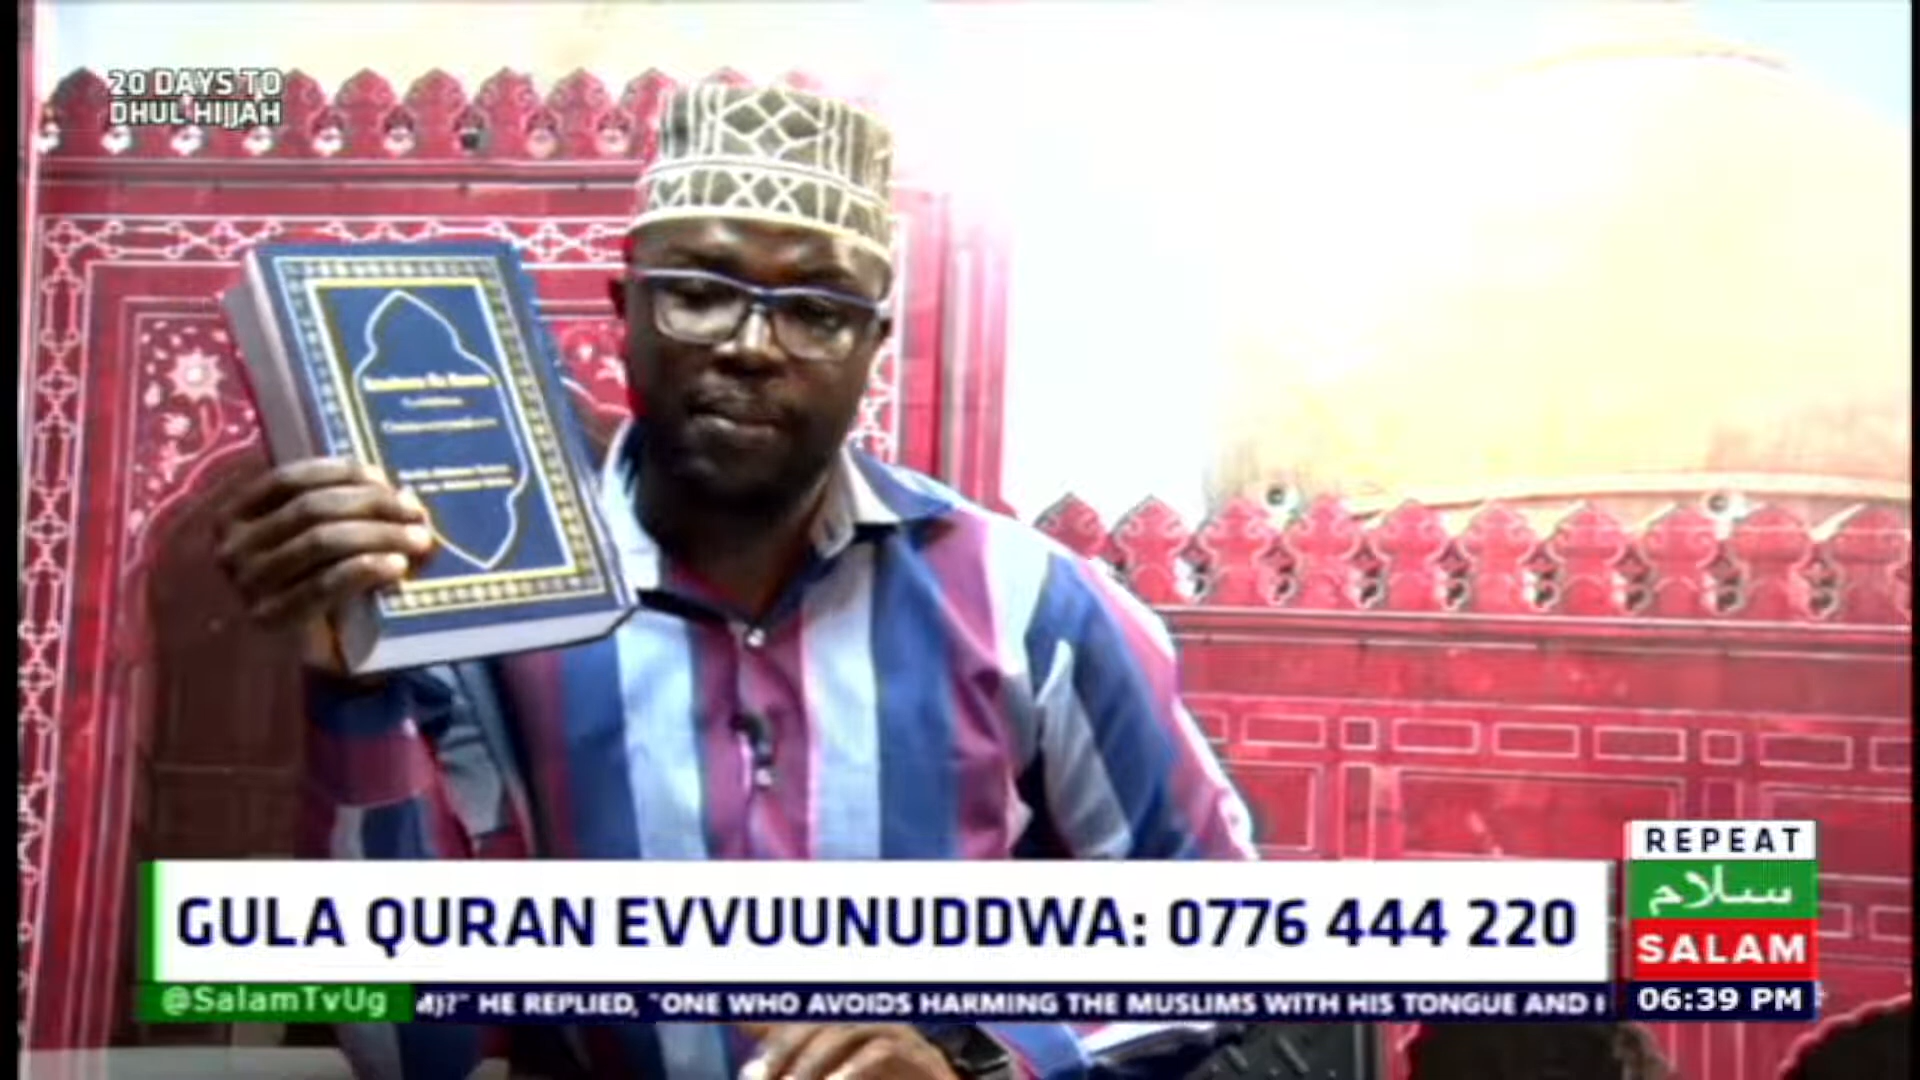 20 DAYS TO
DHUL HIJJAH
REPEAT
سلام
SALAM
GULA QURAN EVVUUNUDDWA: 0776 444 220
@SalamTvUg
M)?" HE REPLIED, "ONE WHO AVOIDS HARMING THE MUSLIMS WITH HIS TONGUE AND
06:39 PM